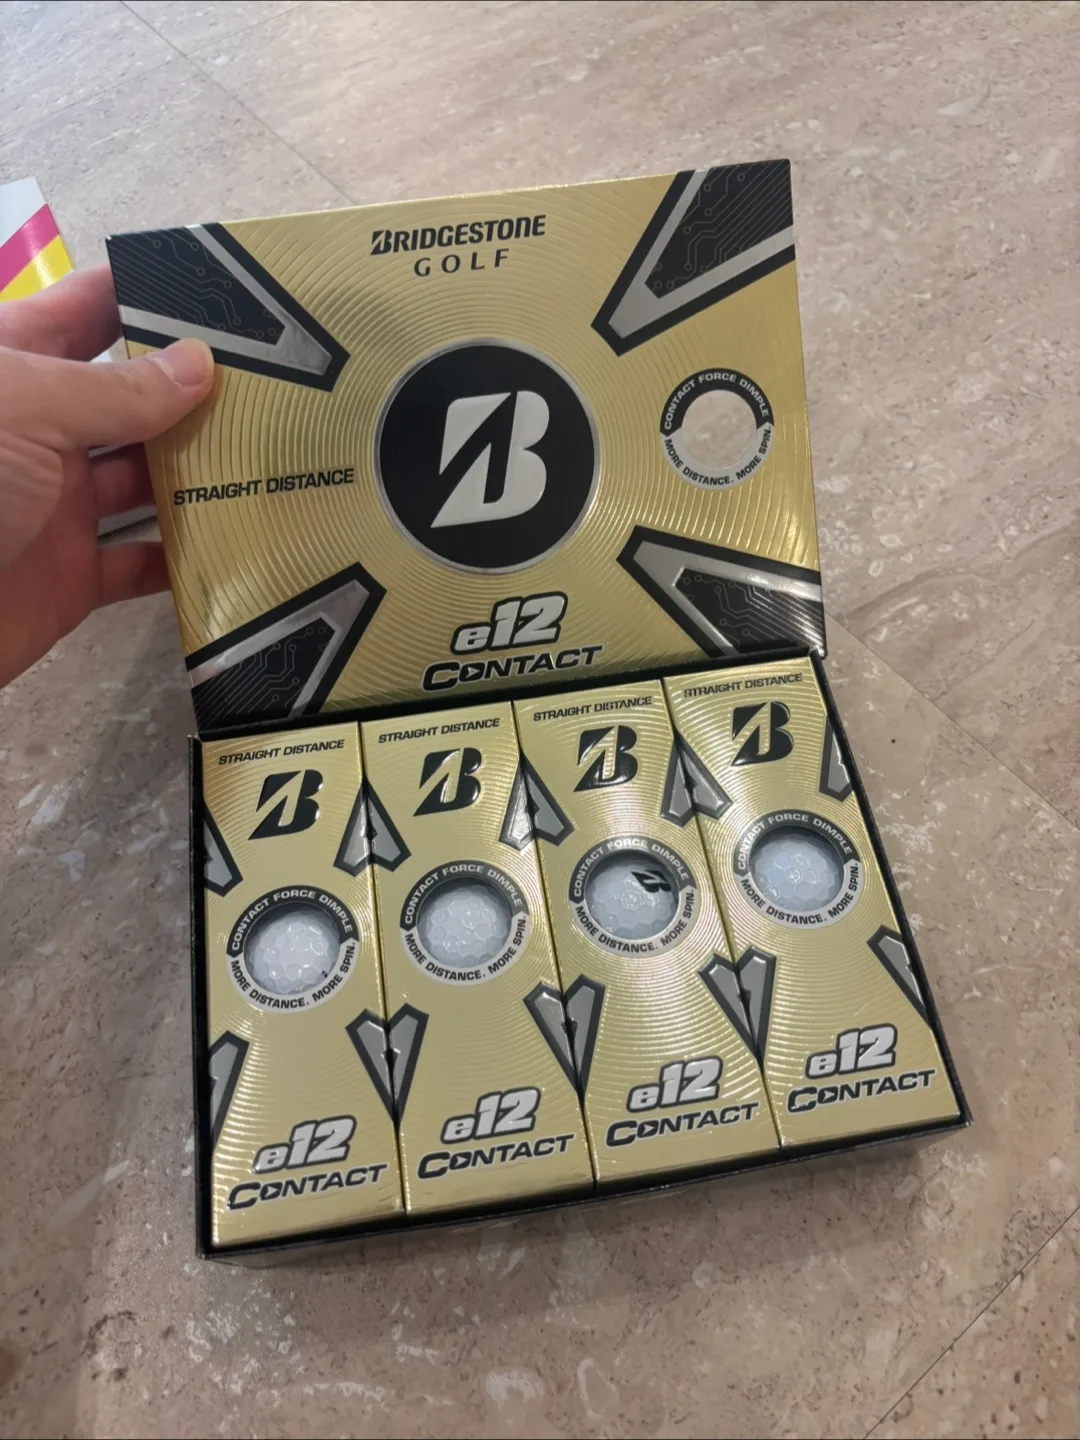 BRIDGESTONE
GOLF
B
CONTACT FORCE DIMPLE
MORE DISTANCE. MORE SPIN.
STRAIGHT DISTANCE
e12
CONTACT
STRAIGHT DISTANCE
B
CONTACT FORCE DIMPLE
MORE DISTANCE. MORE SPIN.
e12
CONTACT
STRAIGHT DISTANCE
B
CONTACT FORCE DIMPLE
MORE DISTANCE. MORE SPIN.
e12
CONTACT
STRAIGHT DISTANCE
B
CONTACT FORCE DIMPLE
B
MORE DISTANCE. MORE SPIN.
e12
CONTACT
STRAIGHT DISTANCE
B
CONTACT FORCE DIMPLE
MORE DISTANCE. MORE SPIN.
e12
CONTACT